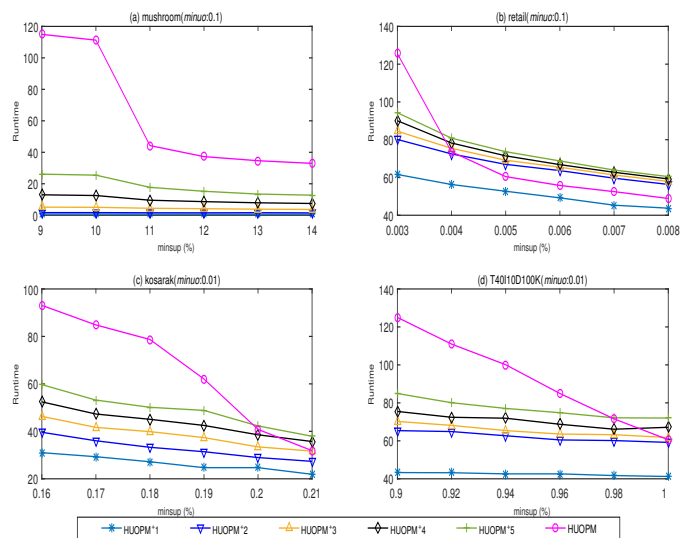 (a) mushroom(minuo:0.1)
120
100
80
60
40
20
0
Runtime
9 10 11 12 13 14
minsup (%)
(b) retail(minuo:0.1)
140
120
100
80
60
40
Runtime
0.003 0.004 0.005 0.006 0.007 0.008
minsup (%)
(c) kosarak(minuo:0.01)
100
80
60
40
20
Runtime
0.16 0.17 0.18 0.19 0.2 0.21
minsup (%)
(d) T40I10D100K(minuo:0.01)
140
120
100
80
60
40
Runtime
0.9 0.92 0.94 0.96 0.98 1
minsup (%)
HUOPM+1 HUOPM+2 HUOPM+3 HUOPM+4 HUOPM+5 HUOPM